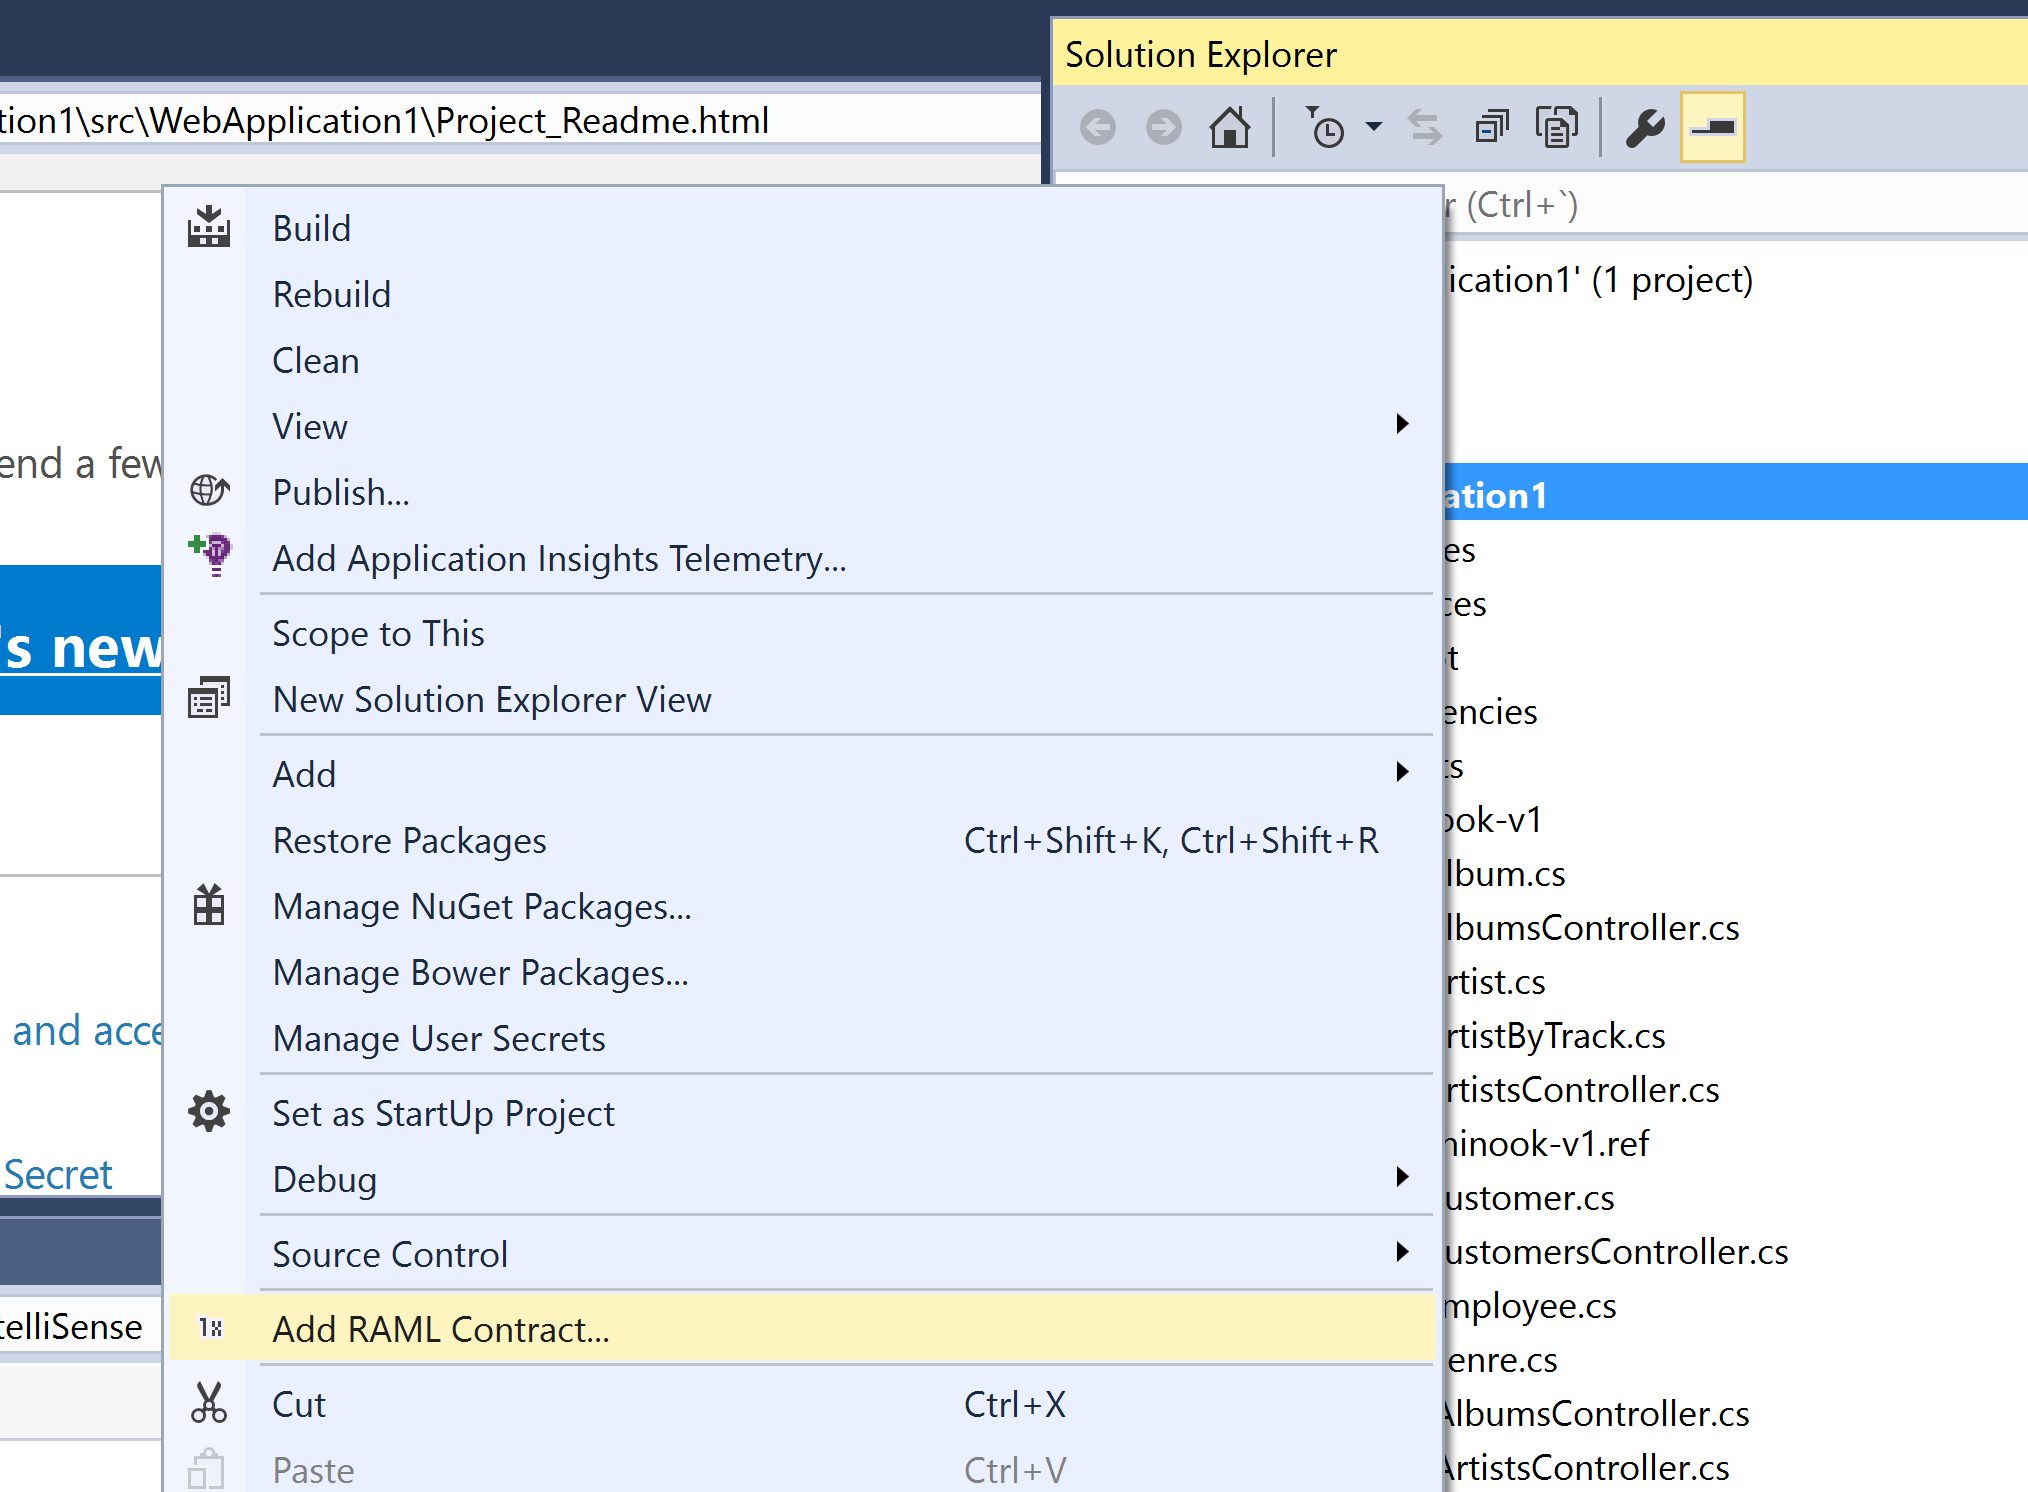 Solution Explorer
tion1\src\WebApplication1\Project_Readme.html
r (Ctrl+`)
Build
Rebuild
ication1' (1 project)
Clean
View
end a few
Publish...
ation1
Add Application Insights Telemetry...
es
ces
Scope to This
's new
t
New Solution Explorer View
encies
Add
ts
ook-v1
Restore Packages Ctrl+Shift+K, Ctrl+Shift+R
lbum.cs
Manage NuGet Packages...
lbumsController.cs
Manage Bower Packages...
rtist.cs
and acce
Manage User Secrets
rtistByTrack.cs
rtistsController.cs
Set as StartUp Project
hinook-v1.ref
Secret
Debug
ustomer.cs
Source Control
ustomersController.cs
mployee.cs
telliSense
1x
Add RAML Contract...
enre.cs
Cut Ctrl+X
AlbumsController.cs
Paste Ctrl+V
ArtistsController.cs